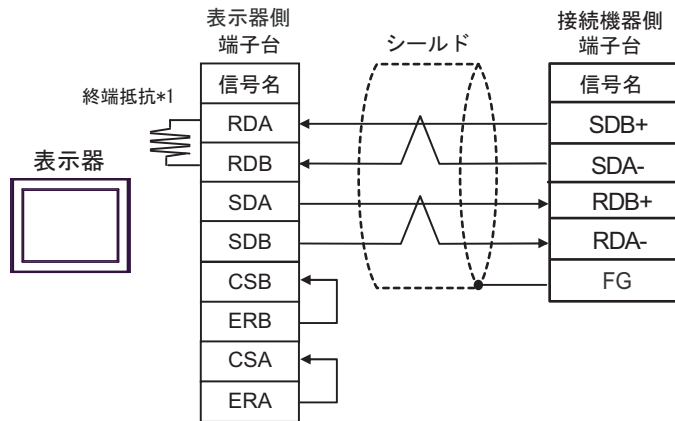 表示器側
端子台
シールド
接続機器側
端子台
信号名
信号名
終端抵抗*1
RDA
SDB+
RDB
SDA-
表示器
SDA
RDB+
SDB
RDA-
CSB
FG
ERB
CSA
ERA